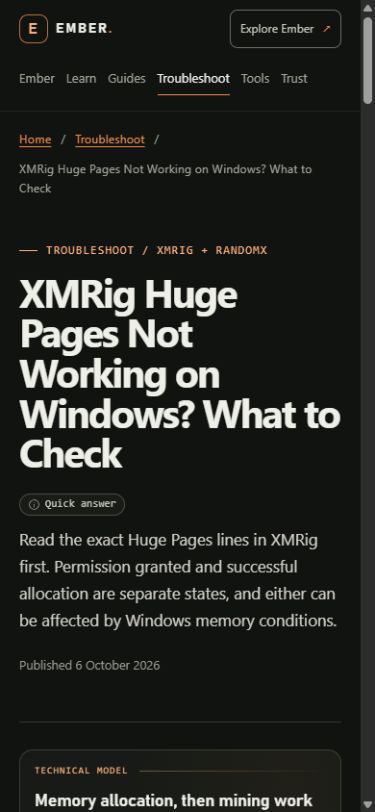 E EMBER.
Explore Ember ↗
Ember Learn Guides Troubleshoot Tools Trust
Home / Troubleshoot /
XMRig Huge Pages Not Working on Windows? What to
Check
TROUBLESHOOT / XMRIG + RANDOMX
XMRig Huge
Pages Not
Working on
Windows? What to
Check
Quick answer
Read the exact Huge Pages lines in XMRig
first. Permission granted and successful
allocation are separate states, and either can
be affected by Windows memory conditions.
Published 6 October 2026
TECHNICAL MODEL
Memory allocation, then mining work